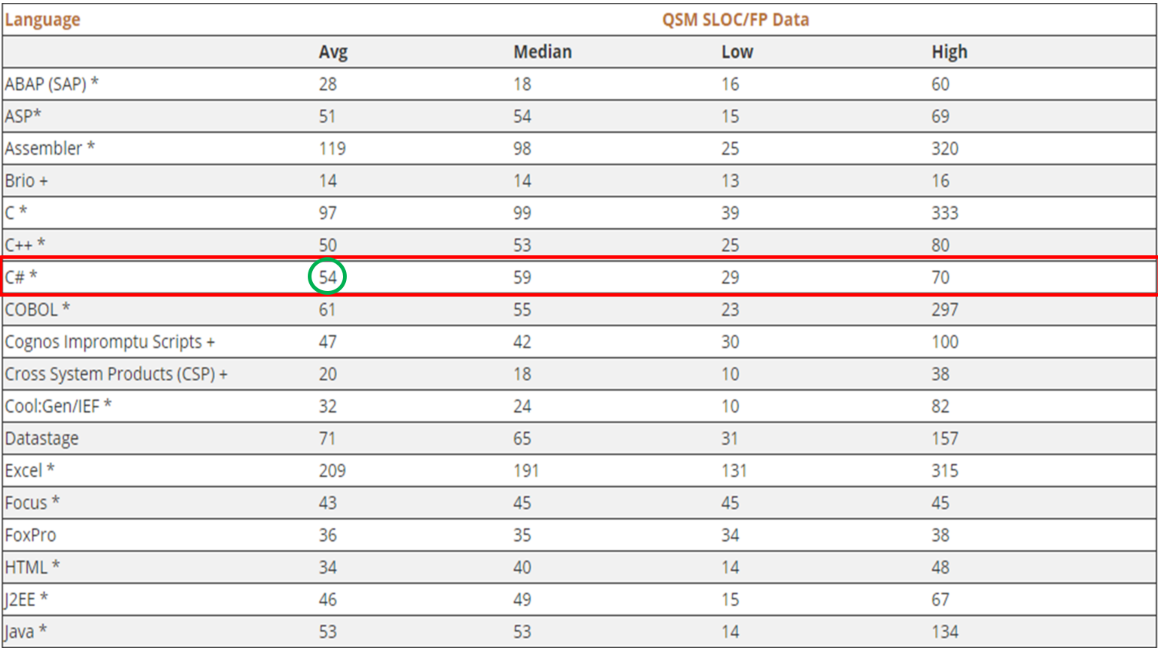 Language QSM SLOC/FP Data
Avg Median Low High
ABAP (SAP) * 28 18 16 60
ASP* 51 54 15 69
Assembler * 119 98 25 320
Brio + 14 14 13 16
C * 97 99 39 333
C++ * 50 53 25 80
C# * 54 59 29 70
COBOL * 61 55 23 297
Cognos Impromptu Scripts + 47 42 30 100
Cross System Products (CSP) + 20 18 10 38
Cool:Gen/IEF * 32 24 10 82
Datastage 71 65 31 157
Excel * 209 191 131 315
Focus * 43 45 45 45
FoxPro 36 35 34 38
HTML * 34 40 14 48
J2EE * 46 49 15 67
Java * 53 53 14 134